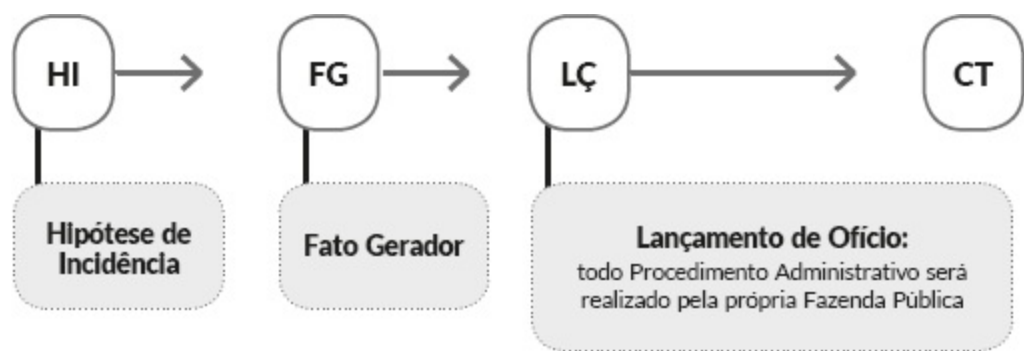 HI
FG
LÇ
CT
Hipótese de
Incidência
Fato Gerador
Lançamento de Ofício:
todo Procedimento Administrativo será
realizado pela própria Fazenda Pública